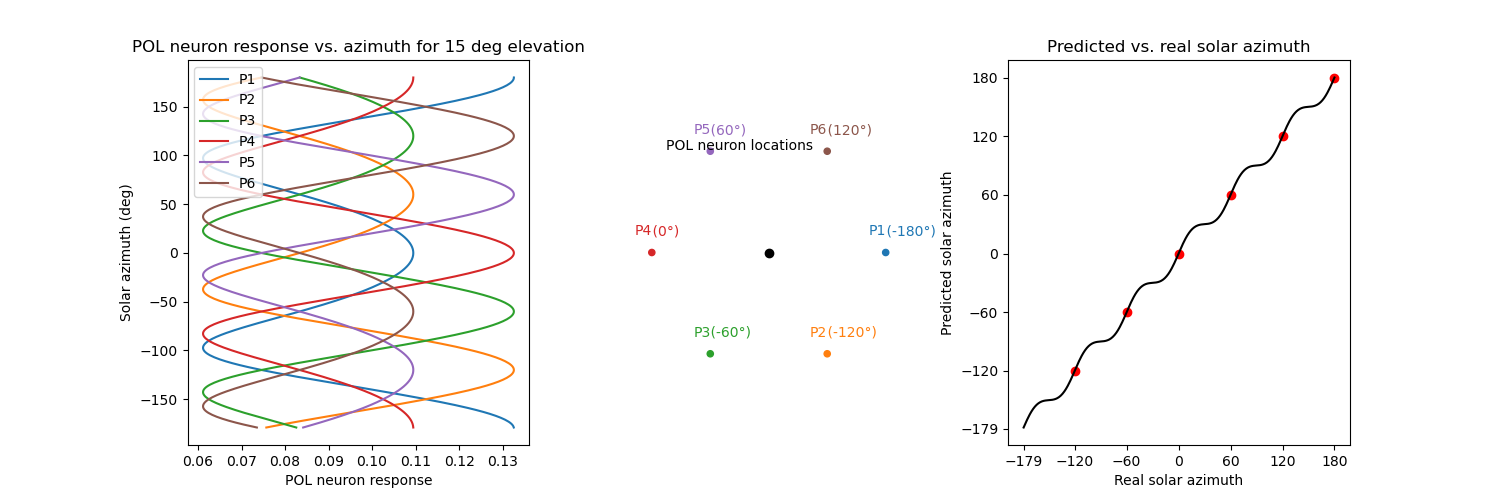 POL neuron response vs. azimuth for 15 deg elevation
P1
P2
P3
P4
P5
P6
150
100
50
0
−50
−100
−150
Solar azimuth (deg)
0.06 0.07 0.08 0.09 0.10 0.11 0.12 0.13
POL neuron response
P5(60°) P6(120°)
POL neuron locations
P4(0°) P1(-180°)
P3(-60°) P2(-120°)
Predicted vs. real solar azimuth
180
120
60
0
−60
−120
−179
Predicted solar azimuth
−179 −120 −60 0 60 120 180
Real solar azimuth